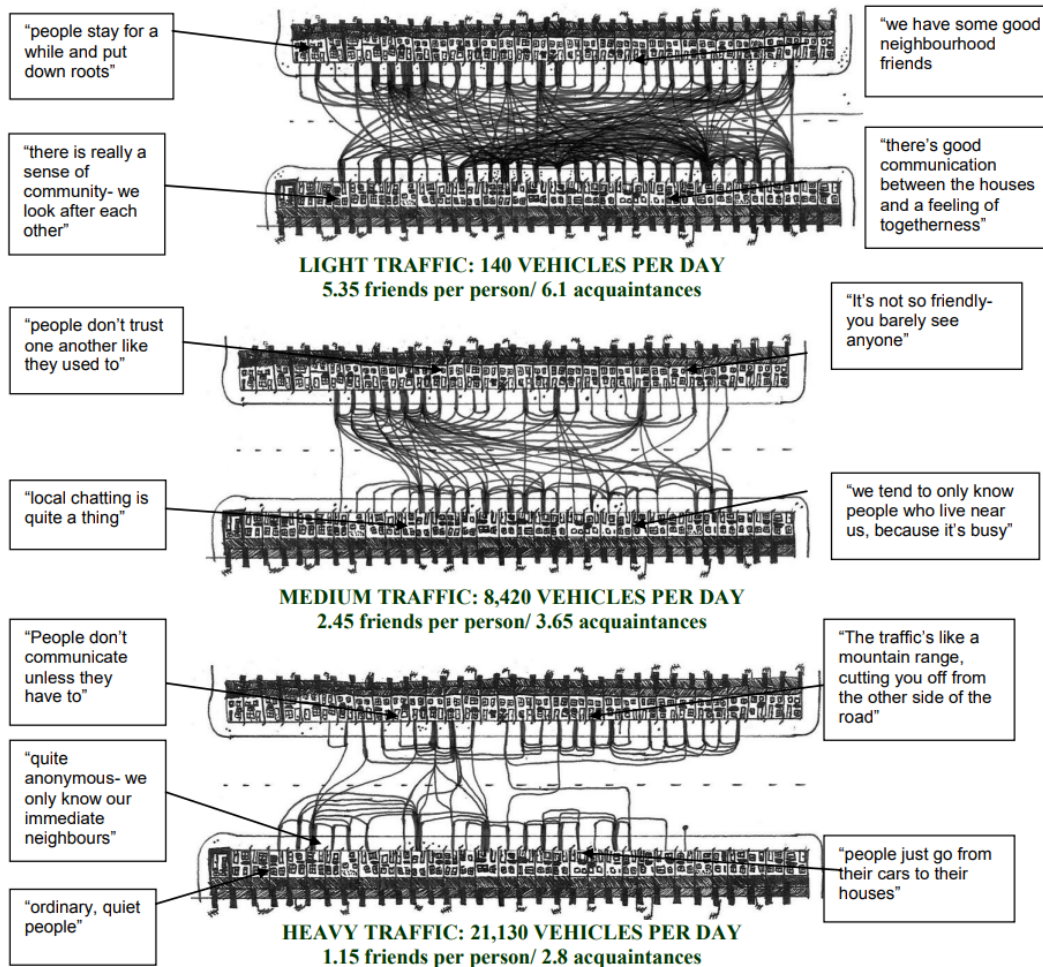 “people stay for a
while and put
down roots”
“we have some good
neighbourhood
friends
“there is really a
sense of
community- we
look after each
other”
“there’s good
communication
between the houses
and a feeling of
togetherness”
LIGHT TRAFFIC: 140 VEHICLES PER DAY
5.35 friends per person/ 6.1 acquaintances
“people don’t trust
one another like
they used to”
“It’s not so friendly-
you barely see
anyone”
“local chatting is
quite a thing”
“we tend to only know
people who live near
us, because it’s busy”
MEDIUM TRAFFIC: 8,420 VEHICLES PER DAY
2.45 friends per person/ 3.65 acquaintances
“People don’t
communicate
unless they
have to”
“The traffic’s like a
mountain range,
cutting you off from
the other side of the
road”
“quite
anonymous- we
only know our
immediate
neighbours”
“people just go from
their cars to their
houses”
“ordinary, quiet
people”
HEAVY TRAFFIC: 21,130 VEHICLES PER DAY
1.15 friends per person/ 2.8 acquaintances